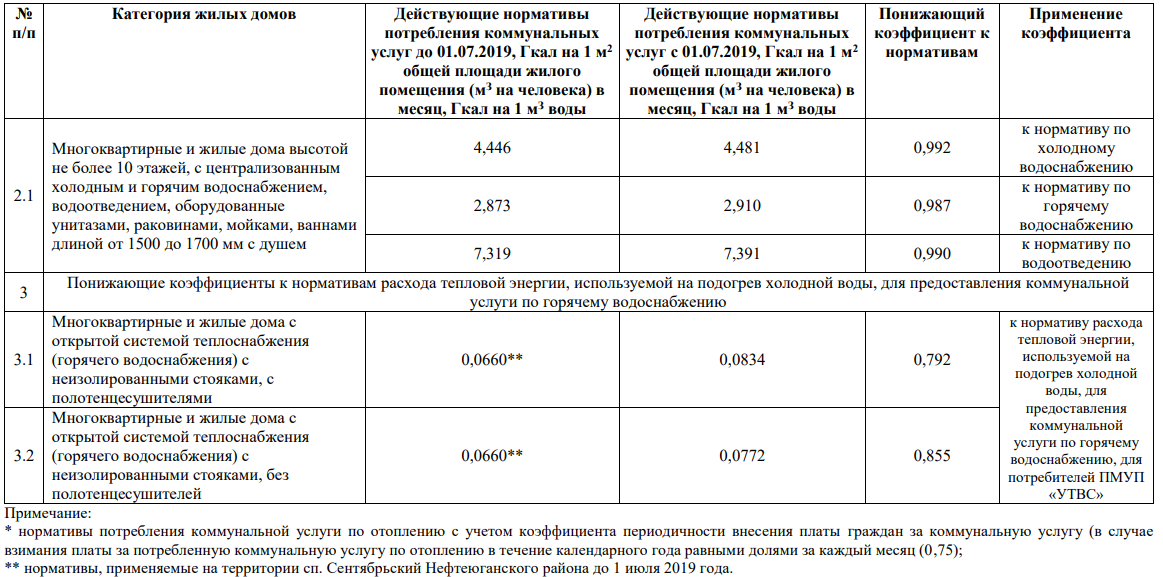 № п/п
Категория жилых домов
Действующие нормативы
потребления коммунальных
услуг до 01.07.2019, Гкал на 1 м²
общей площади жилого
помещения (м³ на человека) в
месяц, Гкал на 1 м³ воды
Действующие нормативы
потребления коммунальных
услуг с 01.07.2019, Гкал на 1 м²
общей площади жилого
помещения (м³ на человека) в
месяц, Гкал на 1 м³ воды
Понижающий
коэффициент к
нормативам
Применение
коэффициента
2.1
Многоквартирные и жилые дома высотой
не более 10 этажей, с централизованным
холодным и горячим водоснабжением,
водоотведением, оборудованные
унитазами, раковинами, мойками, ваннами
длиной от 1500 до 1700 мм с душем
4,446
4,481
0,992
к нормативу по
холодному
водоснабжению
2,873
2,910
0,987
к нормативу по
горячему
водоснабжению
7,319
7,391
0,990
к нормативу по
водоотведению
3
Понижающие коэффициенты к нормативам расхода тепловой энергии, используемой на подогрев холодной воды, для предоставления коммунальной
услуги по горячему водоснабжению
3.1
Многоквартирные и жилые дома с
открытой системой теплоснабжения
(горячего водоснабжения) с
неизолированными стояками, с
полотенцесушителями
0,0660**
0,0834
0,792
к нормативу расхода
тепловой энергии,
используемой на
подогрев холодной
воды, для
предоставления
коммунальной
услуги по горячему
водоснабжению, для
потребителей ПМУП
«УТВС»
3.2
Многоквартирные и жилые дома с
открытой системой теплоснабжения
(горячего водоснабжения) с
неизолированными стояками, без
полотенцесушителей
0,0660**
0,0772
0,855
Примечание:
* нормативы потребления коммунальной услуги по отоплению с учетом коэффициента периодичности внесения платы граждан за коммунальную услугу (в случае
взимания платы за потребленную коммунальную услугу по отоплению в течение календарного года равными долями за каждый месяц (0,75);
** нормативы, применяемые на территории сп. Сентябрьский Нефтеюганского района до 1 июля 2019 года.